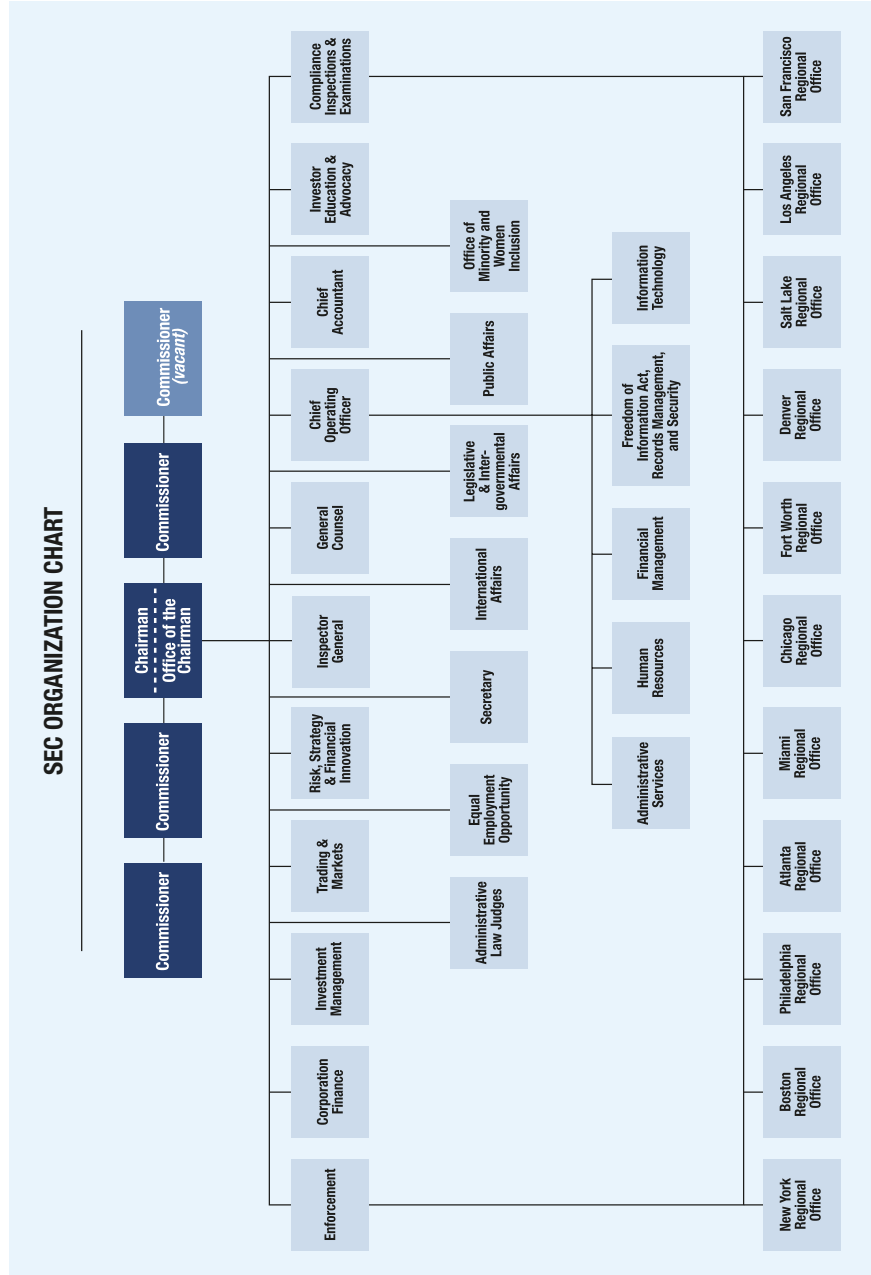 SEC ORGANIZATION CHART
Commissioner
Commissioner
Chairman
Office of the
Chairman
Commissioner
Commissioner
(vacant)
Enforcement
Corporation
Finance
Investment
Management
Trading &
Markets
Risk, Strategy
& Financial
Innovation
Inspector
General
General
Counsel
Chief
Operating
Officer
Chief
Accountant
Investor
Education &
Advocacy
Compliance
Inspections &
Examinations
Administrative
Law Judges
Equal
Employment
Opportunity
Secretary
International
Affairs
Legislative
& Inter-
governmental
Affairs
Public Affairs
Office of
Minority and
Women
Inclusion
Administrative
Services
Human
Resources
Financial
Management
Freedom of
Information Act,
Records Management,
and Security
Information
Technology
New York
Regional
Office
Boston
Regional
Office
Philadelphia
Regional
Office
Atlanta
Regional
Office
Miami
Regional
Office
Chicago
Regional
Office
Fort Worth
Regional
Office
Denver
Regional
Office
Salt Lake
Regional
Office
Los Angeles
Regional
Office
San Francisco
Regional
Office